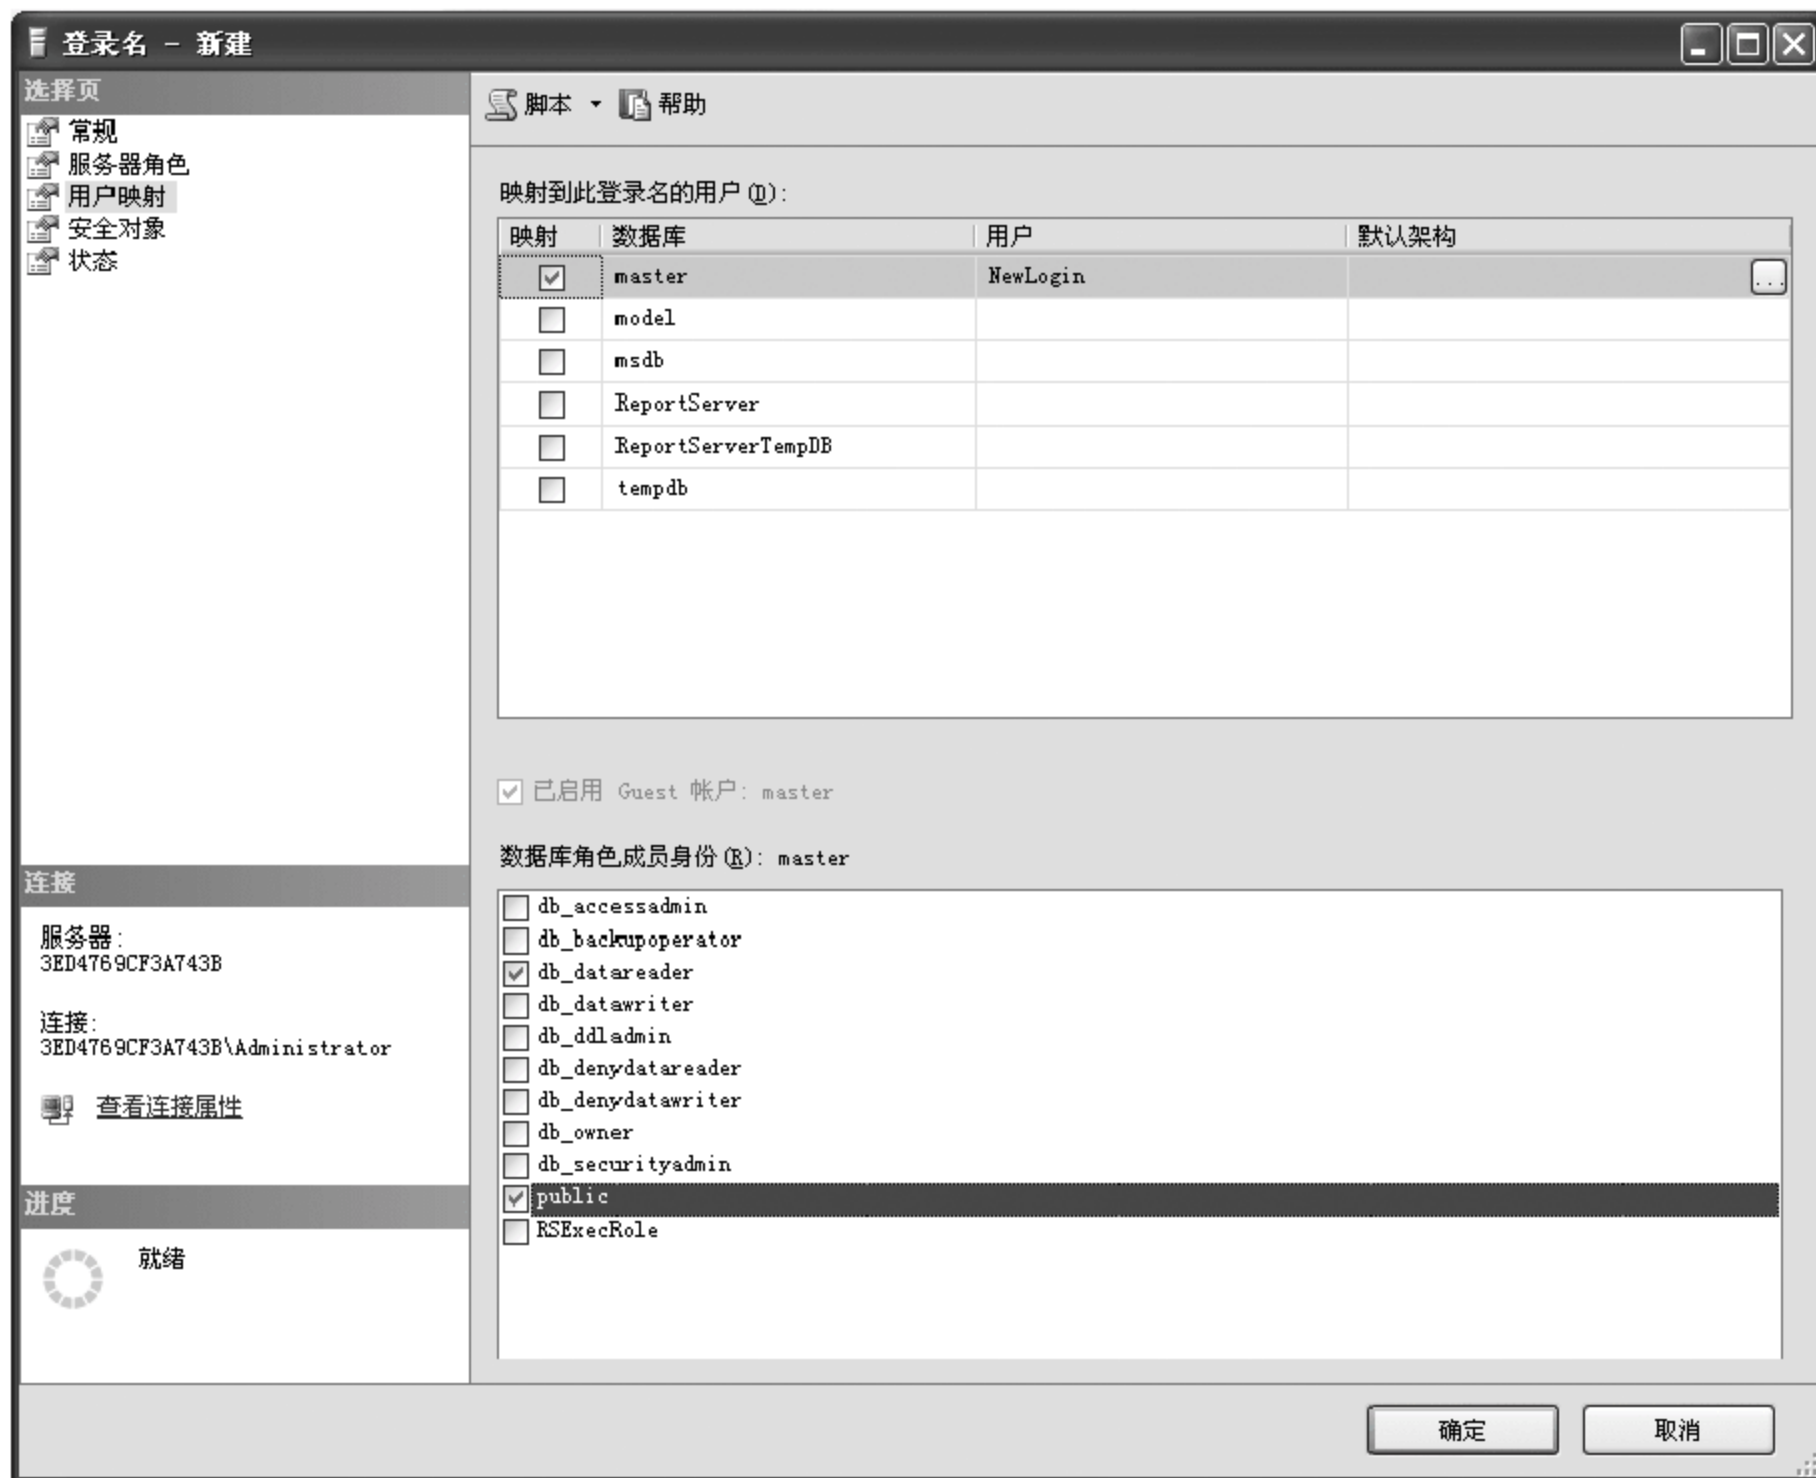 登录名 - 新建
选择页
常规
服务器角色
用户映射
安全对象
状态
脚本 帮助
映射到此登录名的用户(D):
映射 数据库 用户 默认架构
master NewLogin ...
model
msdb
ReportServer
ReportServerTempDB
tempdb
已启用 Guest 帐户: master
数据库角色成员身份(R): master
db_accessadmin
db_backupoperator
db_datareader
db_datawriter
db_ddladmin
db_denydatareader
db_denydatawriter
db_owner
db_securityadmin
public
RSExecRole
连接
服务器:
3ED4769CF3A743B
连接:
3ED4769CF3A743B\Administrator
查看连接属性
进度
就绪
确定 取消